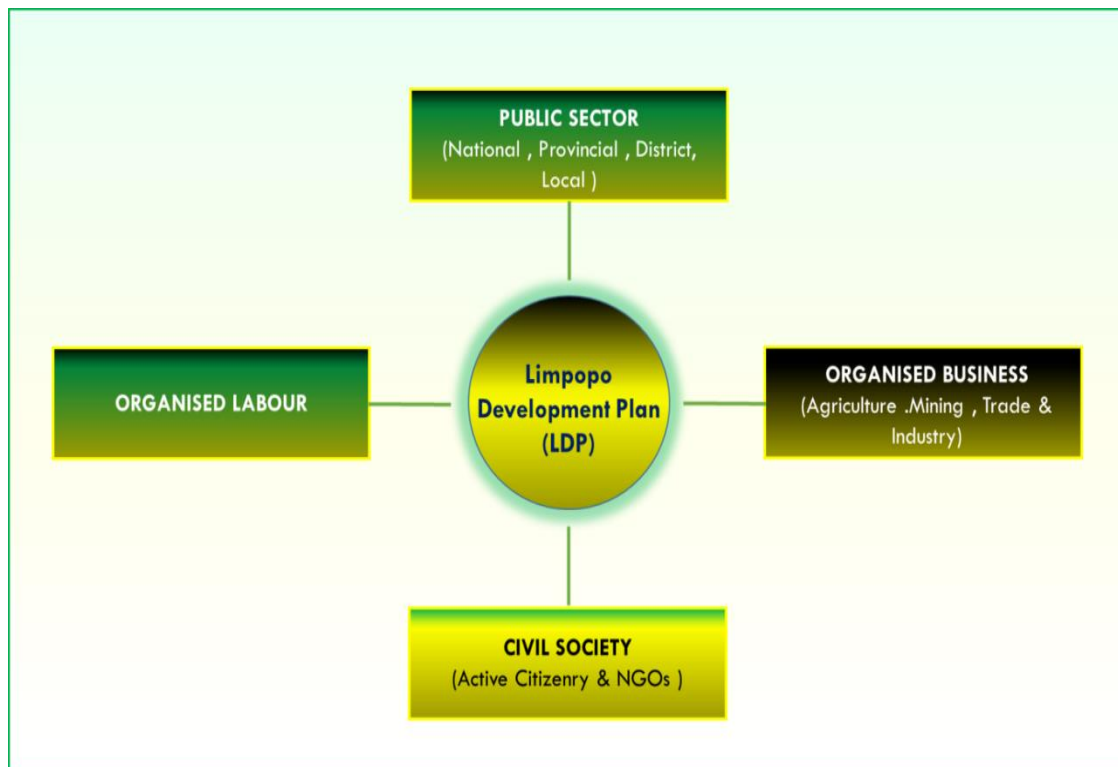 PUBLIC SECTOR
(National , Provincial , District,
Local )
ORGANISED LABOUR
Limpopo
Development Plan
(LDP)
ORGANISED BUSINESS
(Agriculture .Mining , Trade &
Industry)
CIVIL SOCIETY
(Active Citizenry & NGOs )